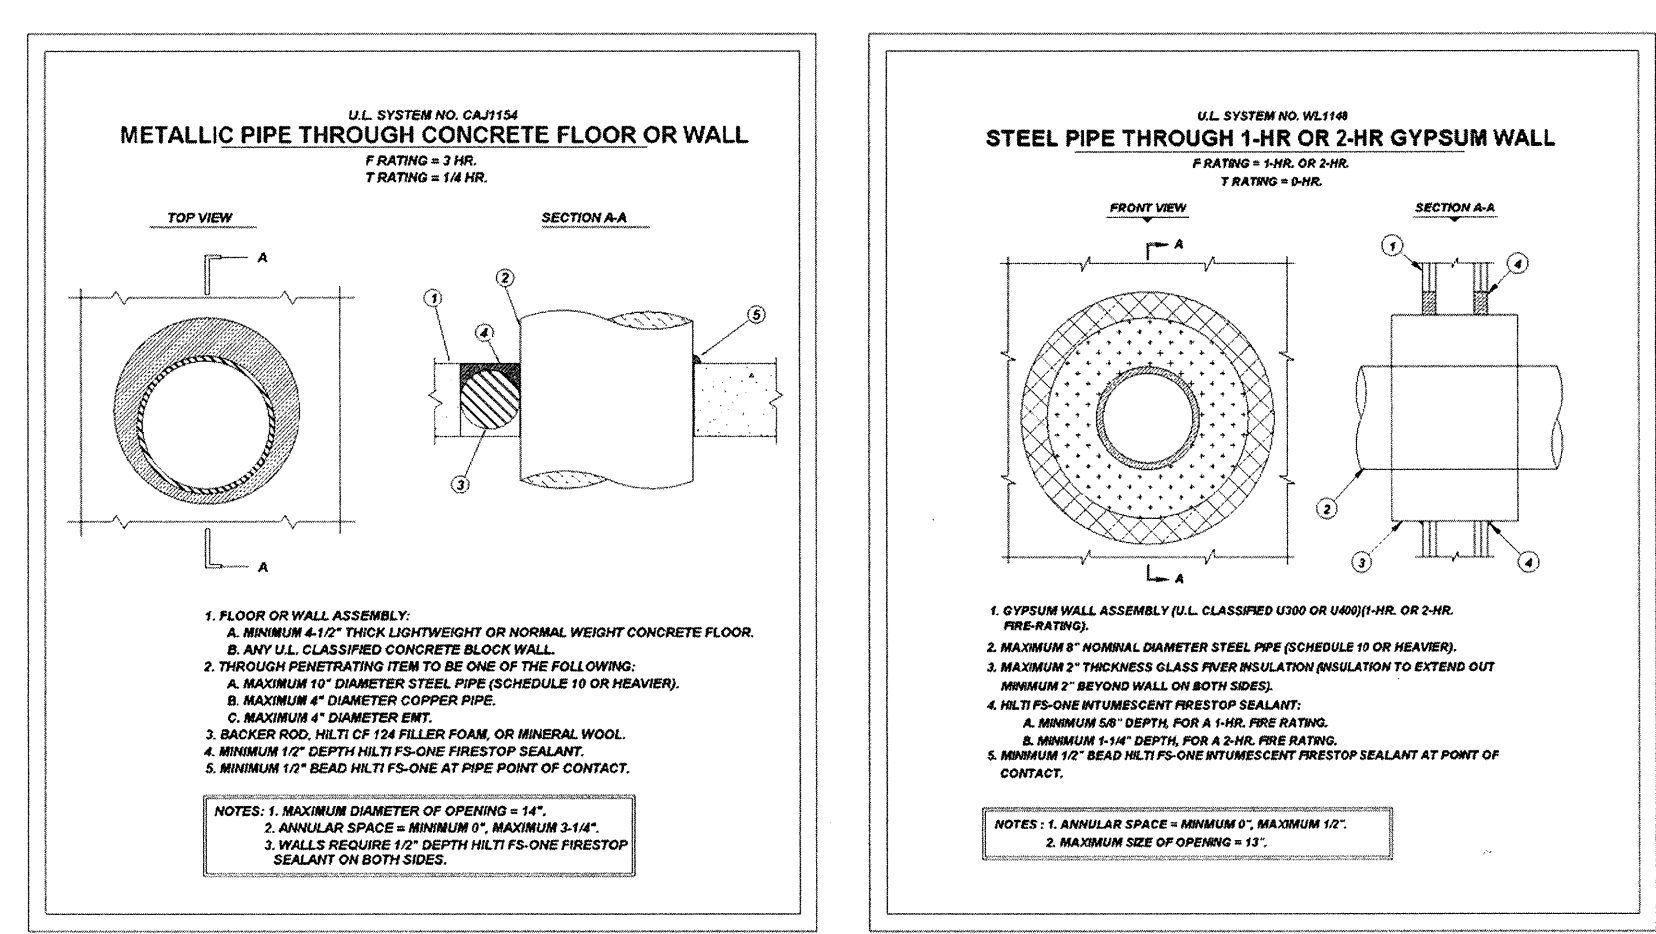 U.L. SYSTEM NO. CAJ1154
METALLIC PIPE THROUGH CONCRETE FLOOR OR WALL
F RATING = 3 HR.
T RATING = 1/4 HR.
TOP VIEW
SECTION A-A
A
A
1
2
3
4
5
1. FLOOR OR WALL ASSEMBLY:
A. MINIMUM 4-1/2" THICK LIGHTWEIGHT OR NORMAL WEIGHT CONCRETE FLOOR.
B. ANY U.L. CLASSIFIED CONCRETE BLOCK WALL.
2. THROUGH PENETRATING ITEM TO BE ONE OF THE FOLLOWING:
A. MAXIMUM 10" DIAMETER STEEL PIPE (SCHEDULE 10 OR HEAVIER).
B. MAXIMUM 4" DIAMETER COPPER PIPE.
C. MAXIMUM 4" DIAMETER EMT.
3. BACKER ROD, HILTI CF 124 FILLER FOAM, OR MINERAL WOOL.
4. MINIMUM 1/2" DEPTH HILTI FS-ONE FIRESTOP SEALANT.
5. MINIMUM 1/2" BEAD HILTI FS-ONE AT PIPE POINT OF CONTACT.
NOTES: 1. MAXIMUM DIAMETER OF OPENING = 14".
2. ANNULAR SPACE = MINIMUM 0", MAXIMUM 3-1/4".
3. WALLS REQUIRE 1/2" DEPTH HILTI FS-ONE FIRESTOP
SEALANT ON BOTH SIDES.
U.L. SYSTEM NO. WL1148
STEEL PIPE THROUGH 1-HR OR 2-HR GYPSUM WALL
F RATING = 1-HR. OR 2-HR.
T RATING = 0-HR.
FRONT VIEW
SECTION A-A
A
A
1
4
2
3
4
1. GYPSUM WALL ASSEMBLY (U.L. CLASSIFIED U300 OR U400)(1-HR. OR 2-HR.
FIRE-RATING).
2. MAXIMUM 8" NOMINAL DIAMETER STEEL PIPE (SCHEDULE 10 OR HEAVIER).
3. MAXIMUM 2" THICKNESS GLASS FIVER INSULATION (INSULATION TO EXTEND OUT
MINIMUM 2" BEYOND WALL ON BOTH SIDES).
4. HILTI FS-ONE INTUMESCENT FIRESTOP SEALANT:
A. MINIMUM 5/8" DEPTH, FOR A 1-HR. FIRE RATING.
B. MINIMUM 1-1/4" DEPTH, FOR A 2-HR. FIRE RATING.
5. MINIMUM 1/2" BEAD HILTI FS-ONE INTUMESCENT FIRESTOP SEALANT AT POINT OF
CONTACT.
NOTES : 1. ANNULAR SPACE = MINMUM 0", MAXIMUM 1/2".
2. MAXIMUM SIZE OF OPENING = 13".